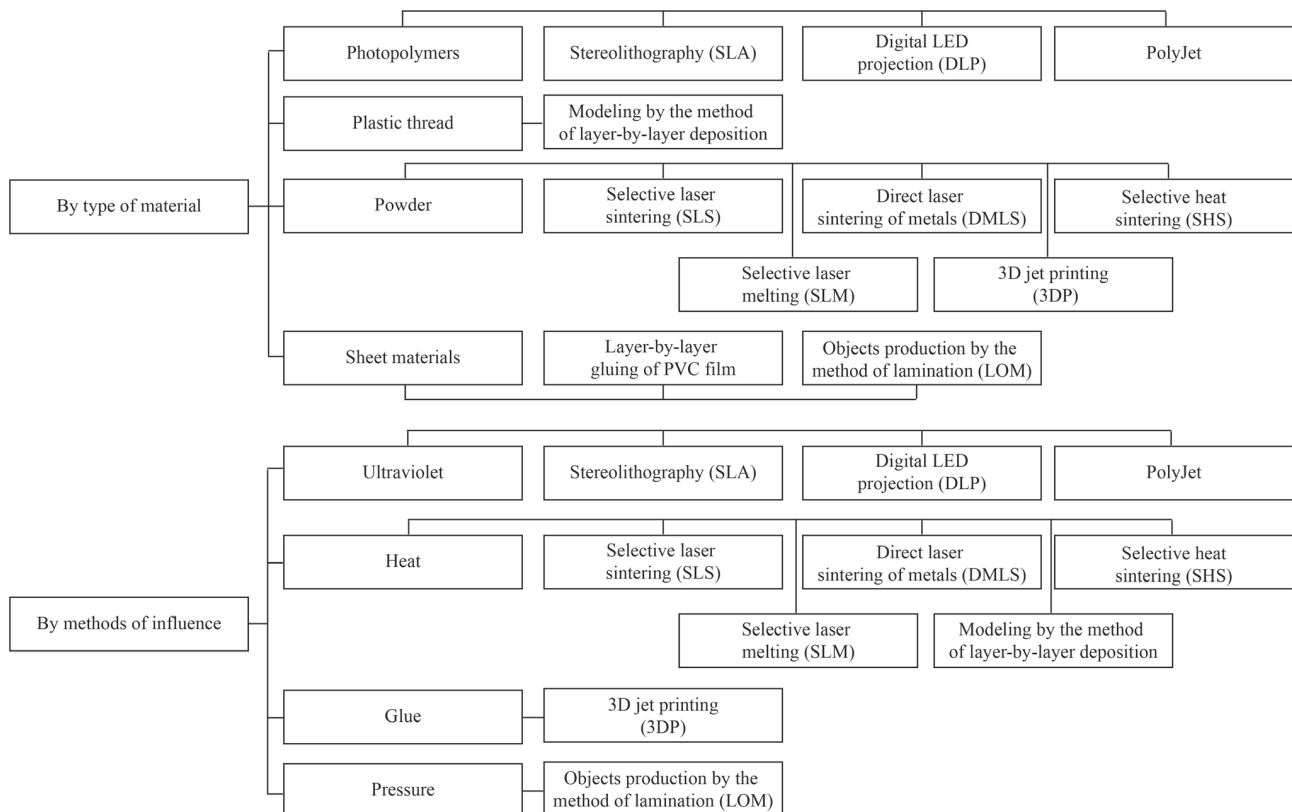 Photopolymers
Stereolithography (SLA)
Digital LED
projection (DLP)
PolyJet
Plastic thread
Modeling by the method
of layer-by-layer deposition
By type of material
Powder
Selective laser
sintering (SLS)
Direct laser
sintering of metals (DMLS)
Selective heat
sintering (SHS)
Selective laser
melting (SLM)
3D jet printing
(3DP)
Sheet materials
Layer-by-layer
gluing of PVC film
Objects production by the
method of lamination (LOM)
Ultraviolet
Stereolithography (SLA)
Digital LED
projection (DLP)
PolyJet
Heat
Selective laser
sintering (SLS)
Direct laser
sintering of metals (DMLS)
Selective heat
sintering (SHS)
By methods of influence
Selective laser
melting (SLM)
Modeling by the method
of layer-by-layer deposition
Glue
3D jet printing
(3DP)
Pressure
Objects production by the
method of lamination (LOM)